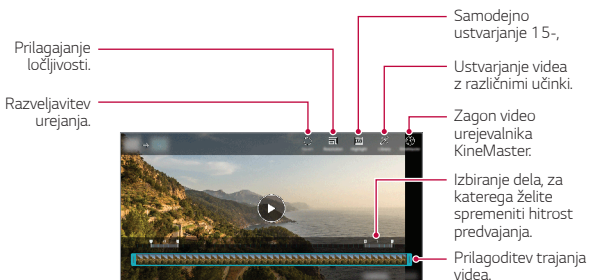 Prilagajanje
ločljivosti.
Razveljavitev
urejanja.
Samodejno
ustvarjanje 15-,
Ustvarjanje videa
z različnimi učinki.
Zagon video
urejevalnika
KineMaster.
Izbiranje dela, za
katerega želite
spremeniti hitrost
predvajanja.
Prilagoditev trajanja
videa.